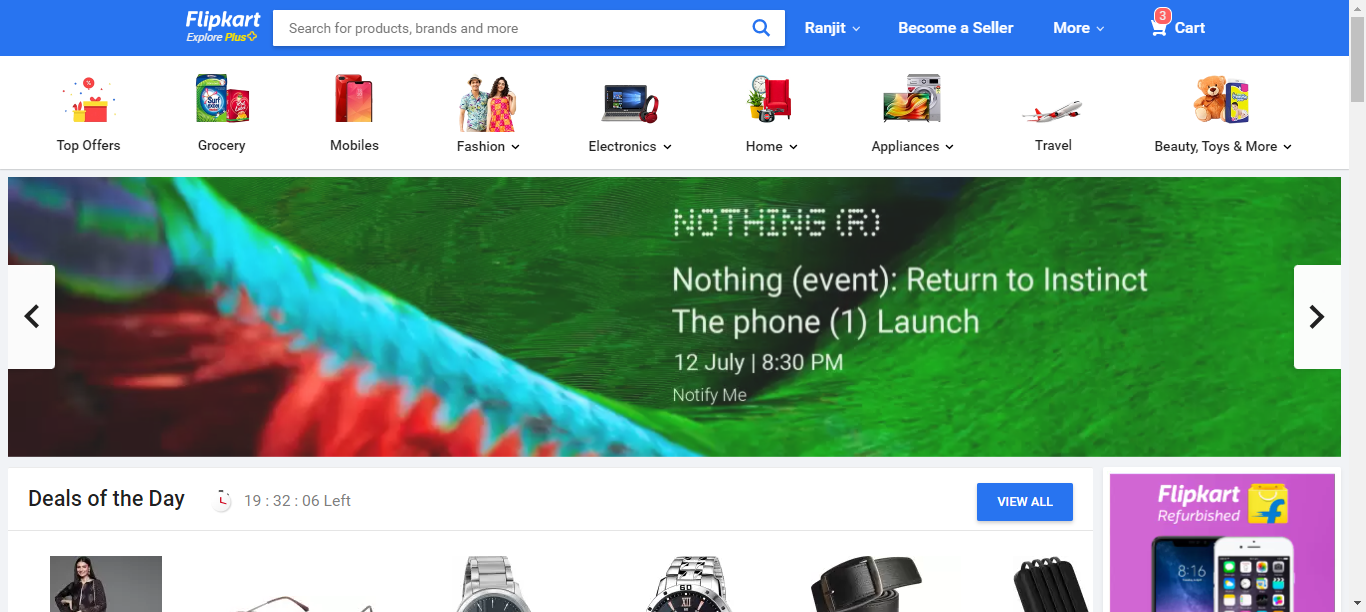 Flipkart
Explore Plus
Search for products, brands and more
Ranjit
Become a Seller
More
3
Cart
Top Offers
Grocery
Mobiles
Fashion
Electronics
Home
Appliances
Travel
Beauty, Toys & More
NOTHING (R)
Nothing (event): Return to Instinct
The phone (1) Launch
12 July | 8:30 PM
Notify Me
Deals of the Day
19 : 32 : 06 Left
VIEW ALL
Flipkart
Refurbished
8:16